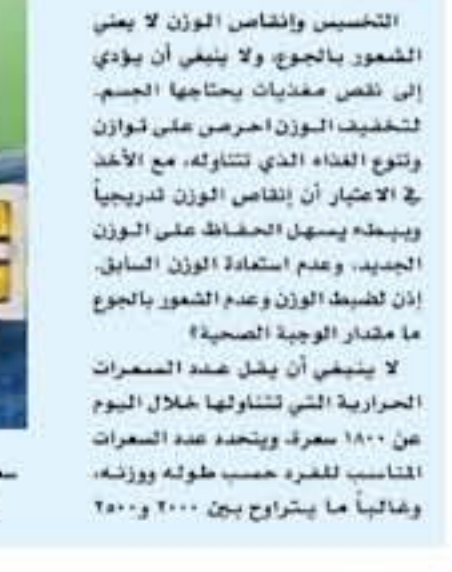 التخسيس وإنقاص الوزن لا يعني
الشعور بالجوع، ولا ينبغي أن يؤدي
إلى نقص مغذيات يحتاجها الجسم.
لتخفيف الوزن احرص على توازن
وتنوع الغذاء الذي تتناوله، مع الأخذ
في الاعتبار أن إنقاص الوزن تدريجياً
وببطء يسهل الحفاظ على الوزن
الجديد، وعدم استعادة الوزن السابق.
إذن لضبط الوزن وعدم الشعور بالجوع
ما مقدار الوجبة الصحية؟
لا ينبغي أن يقل عدد السعرات
الحرارية التي تتناولها خلال اليوم
عن ١٨٠٠ سعرة، ويتحدد عدد السعرات
المناسب للفرد حسب طوله ووزنه،
وغالباً ما يتراوح بين ٢٠٠٠ و٢٥٠٠